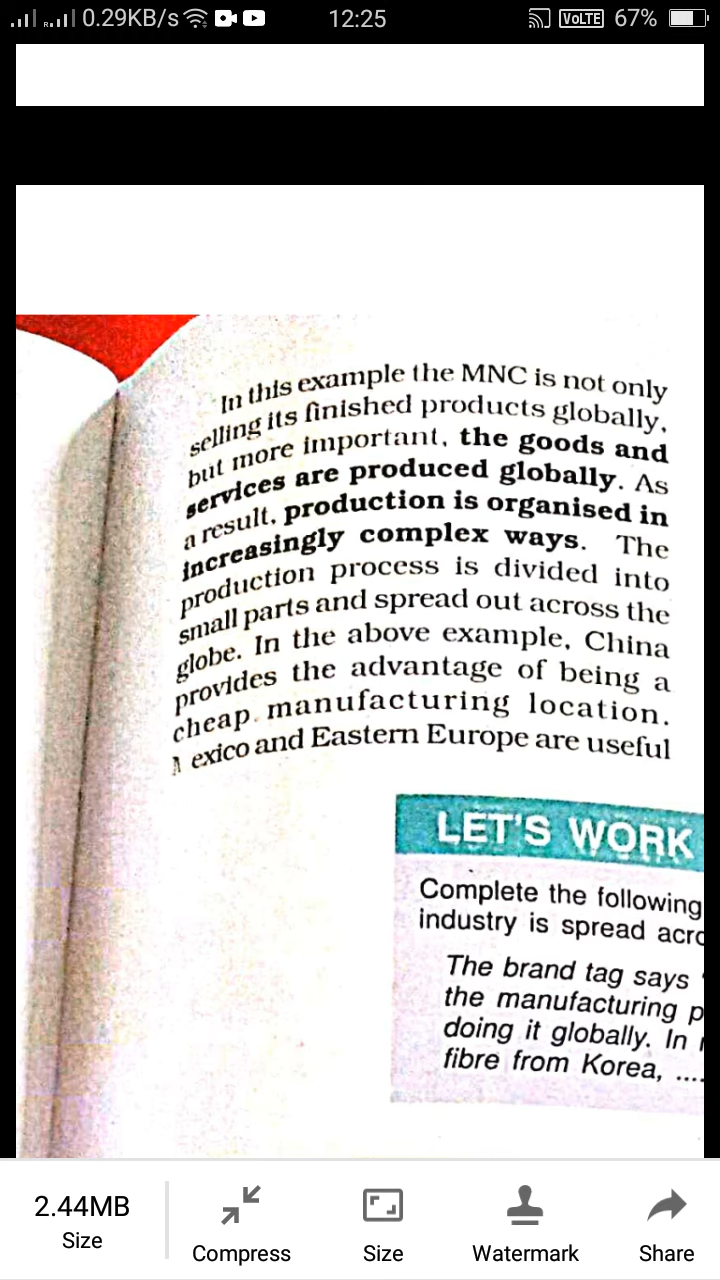 R 0.29KB/s 12:25 VoLTE 67%
In this example the MNC is not only
selling its finished products globally,
but more important, the goods and
services are produced globally. As
a result, production is organised in
increasingly complex ways. The
production process is divided into
small parts and spread out across the
globe. In the above example, China
provides the advantage of being a
cheap manufacturing location.
exico and Eastern Europe are useful
LET'S WORK
Complete the following
industry is spread acro
The brand tag says '
the manufacturing p
doing it globally. In
fibre from Korea, ....
2.44MB
Size
Compress
Size
Watermark
Share